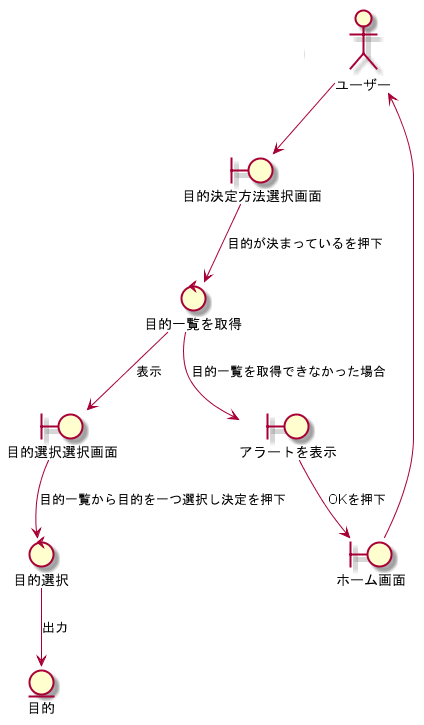 ユーザー
目的決定方法選択画面
目的が決まっているを押下
目的一覧を取得
表示
目的一覧を取得できなかった場合
目的選択選択画面
アラートを表示
目的一覧から目的を一つ選択し決定を押下
OKを押下
目的選択
ホーム画面
出力
目的